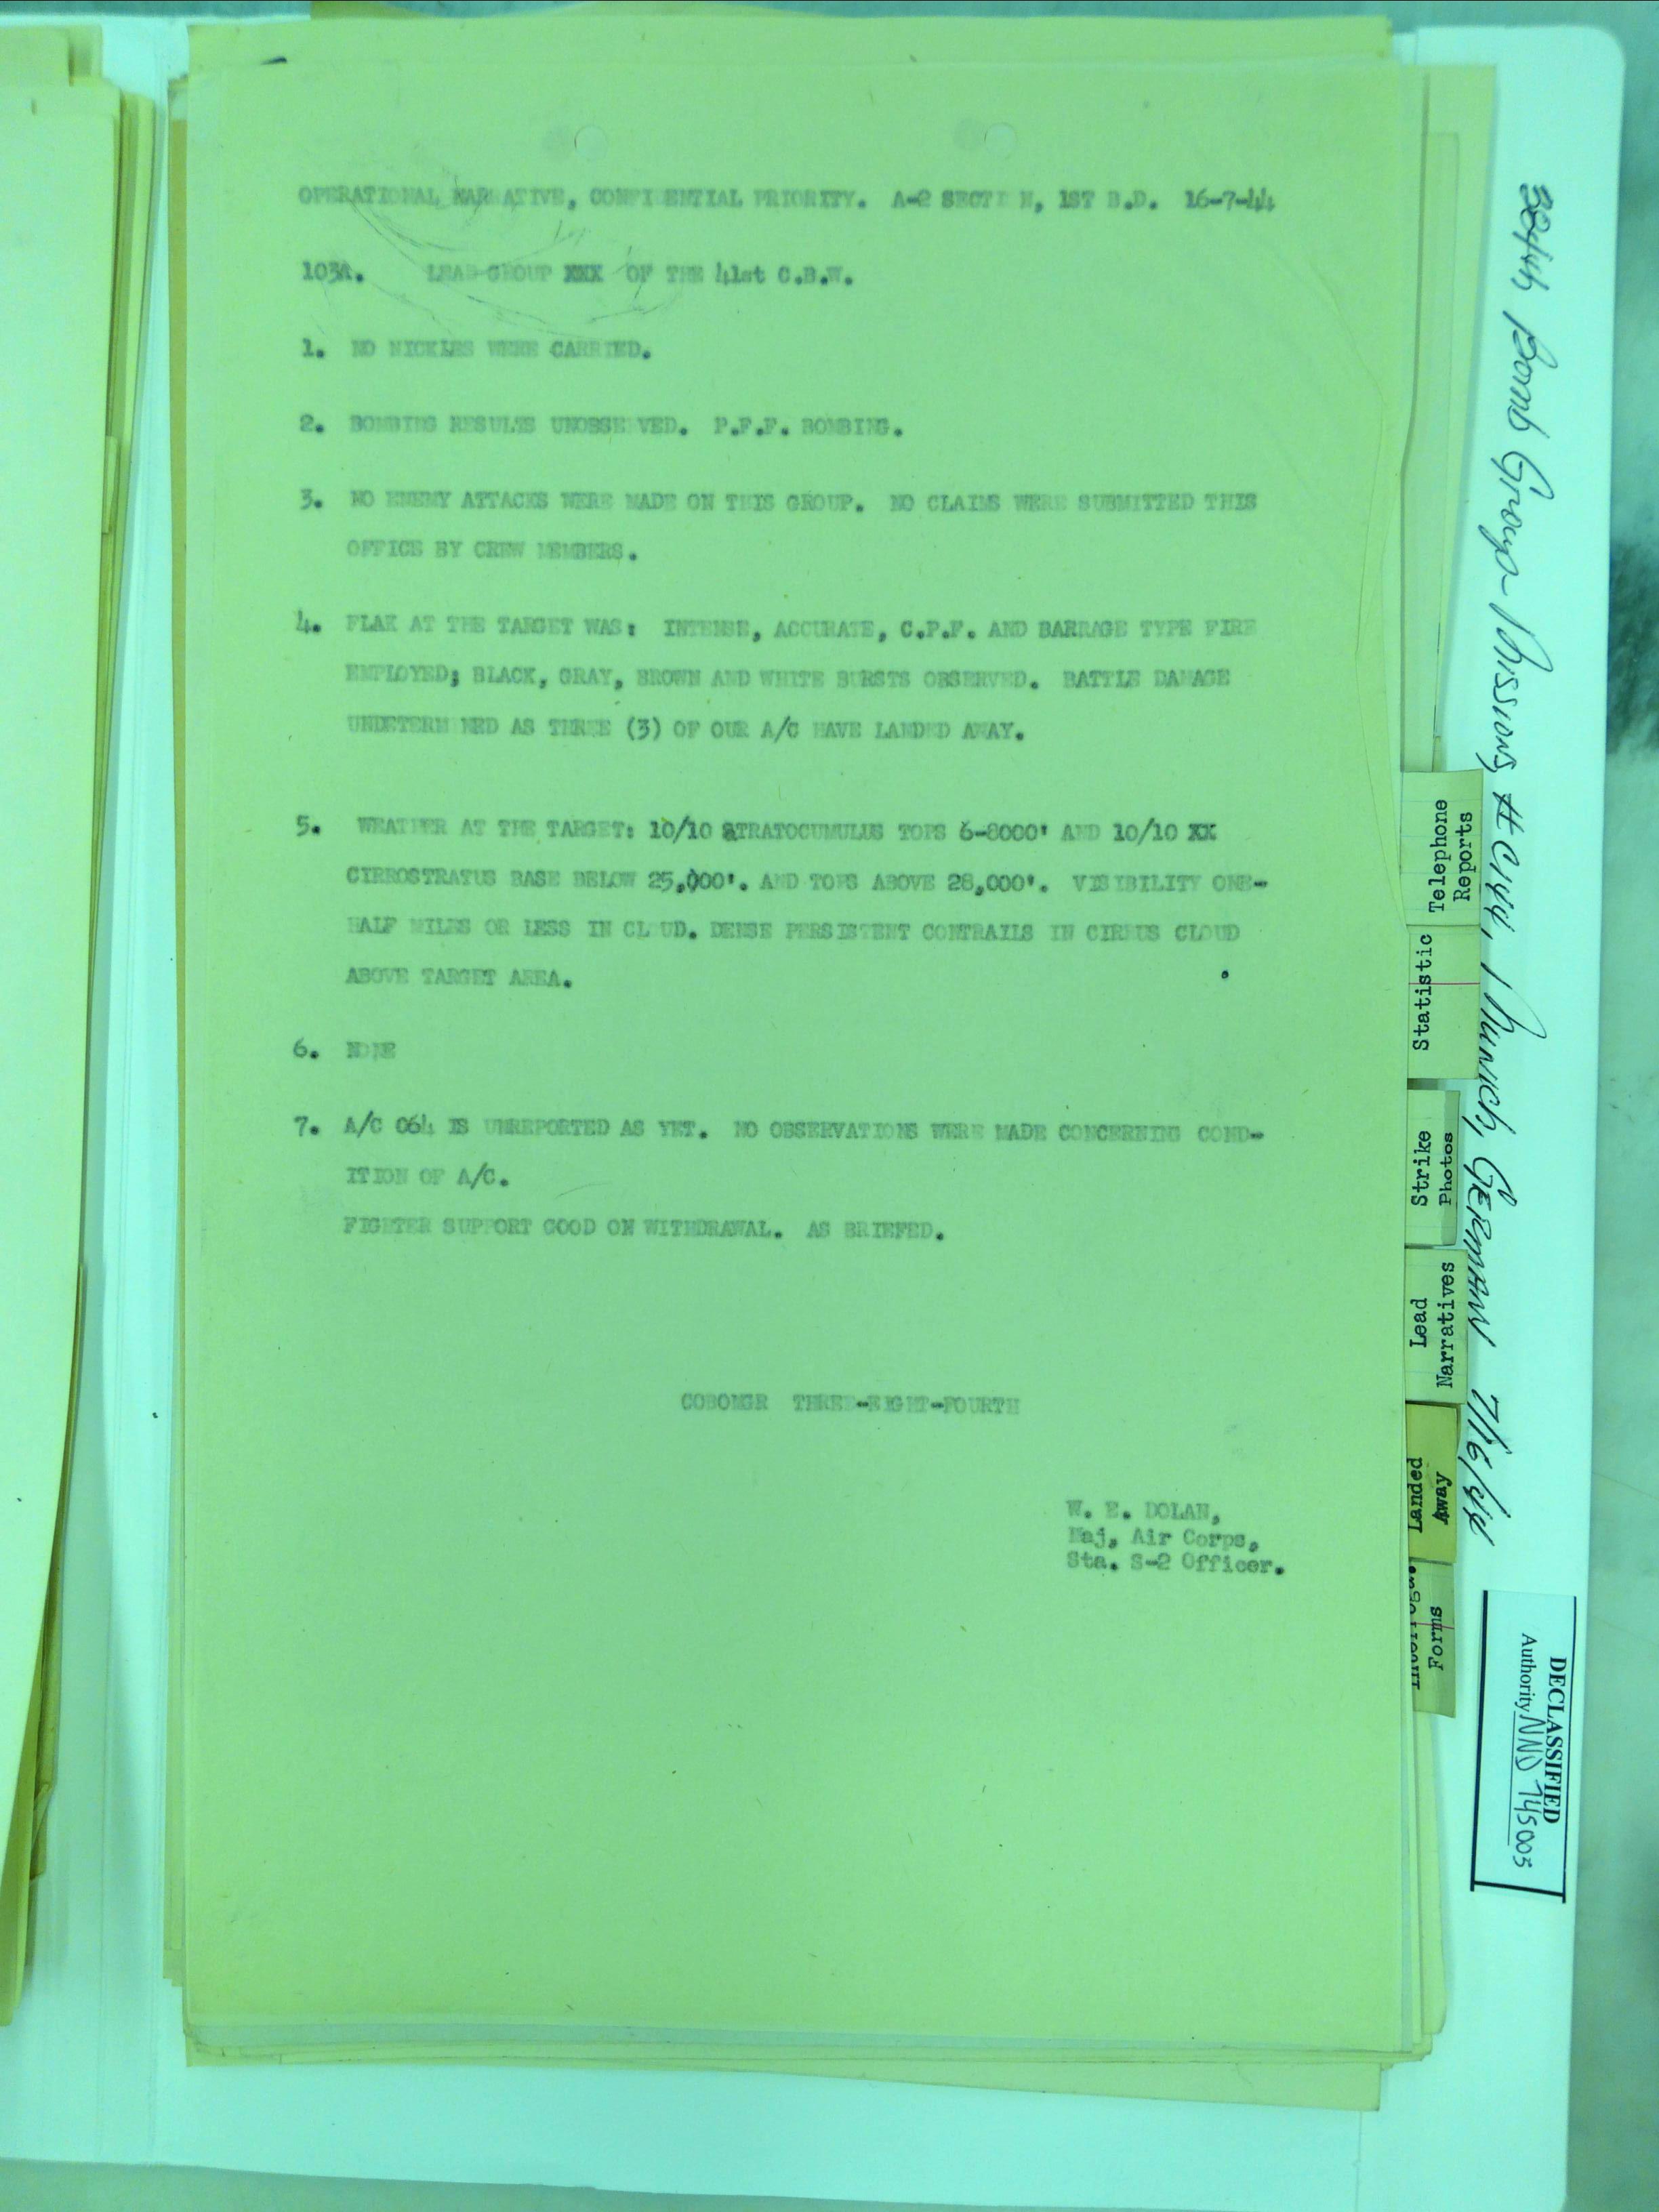 OPERATIONAL NARRATIVE, CONFIDENTIAL PRIORITY. A-2 SECTION, 1ST B.D. 16-7-44
103A. LEAD GROUP XXX OF THE 41st C.B.W.
1. NO NICKLES WERE CARRIED.
2. BOMBING RESULTS UNOBSERVED. P.F.F. BOMBING.
3. NO ENEMY ATTACKS WERE MADE ON THIS GROUP. NO CLAIMS WERE SUBMITTED THIS
OFFICE BY CREW MEMBERS.
4. FLAK AT THE TARGET WAS: INTENSE, ACCURATE, C.P.F. AND BARRAGE TYPE FIRE
EMPLOYED; BLACK, GRAY, BROWN AND WHITE BURSTS OBSERVED. BATTLE DAMAGE
UNDETERMINED AS THREE (3) OF OUR A/C HAVE LANDED AWAY.
5. WEATHER AT THE TARGET: 10/10 STRATOCUMULUS TOPS 6-8000' AND 10/10 XX
CIRROSTRATUS BASE BELOW 25,000'. AND TOPS ABOVE 28,000'. VISIBILITY ONE-
HALF MILES OR LESS IN CLOUD. DENSE PERSISTENT CONTRAILS IN CIRRUS CLOUD
ABOVE TARGET AREA.
6. NONE
7. A/C 064 IS UNREPORTED AS YET. NO OBSERVATIONS WERE MADE CONCERNING COND-
ITION OF A/C.
FIGHTER SUPPORT GOOD ON WITHDRAWAL. AS BRIEFED.
COBOMGR THREE-EIGHT-FOURTH
W. E. DOLAN,
Maj, Air Corps,
Sta. S-2 Officer.
Telephone
Reports
Statistic
Strike
Photos
Lead
Narratives
Landed
Away
Forms
384th Bomb Group - Missions, Munich, GERMANY 7/16/44
DECLASSIFIED
Authority NND 745003